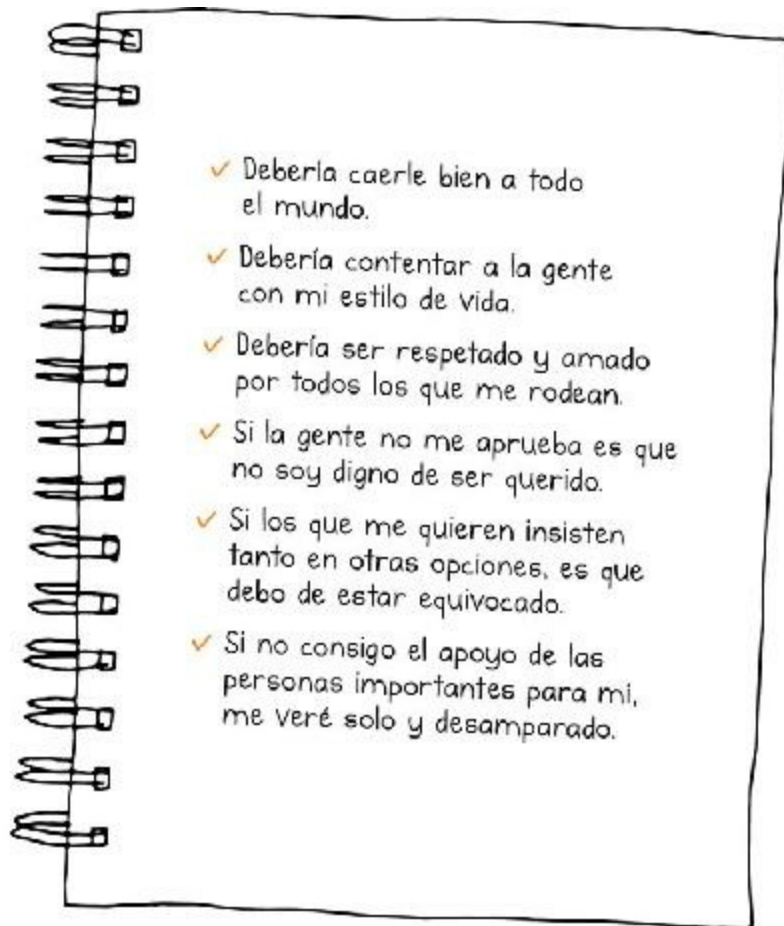 ✓ Debería caerle bien a todo
el mundo.
✓ Debería contentar a la gente
con mi estilo de vida.
✓ Debería ser respetado y amado
por todos los que me rodean.
✓ Si la gente no me aprueba es que
no soy digno de ser querido.
✓ Si los que me quieren insisten
tanto en otras opciones, es que
debo de estar equivocado.
✓ Si no consigo el apoyo de las
personas importantes para mi,
me veré solo y desamparado.